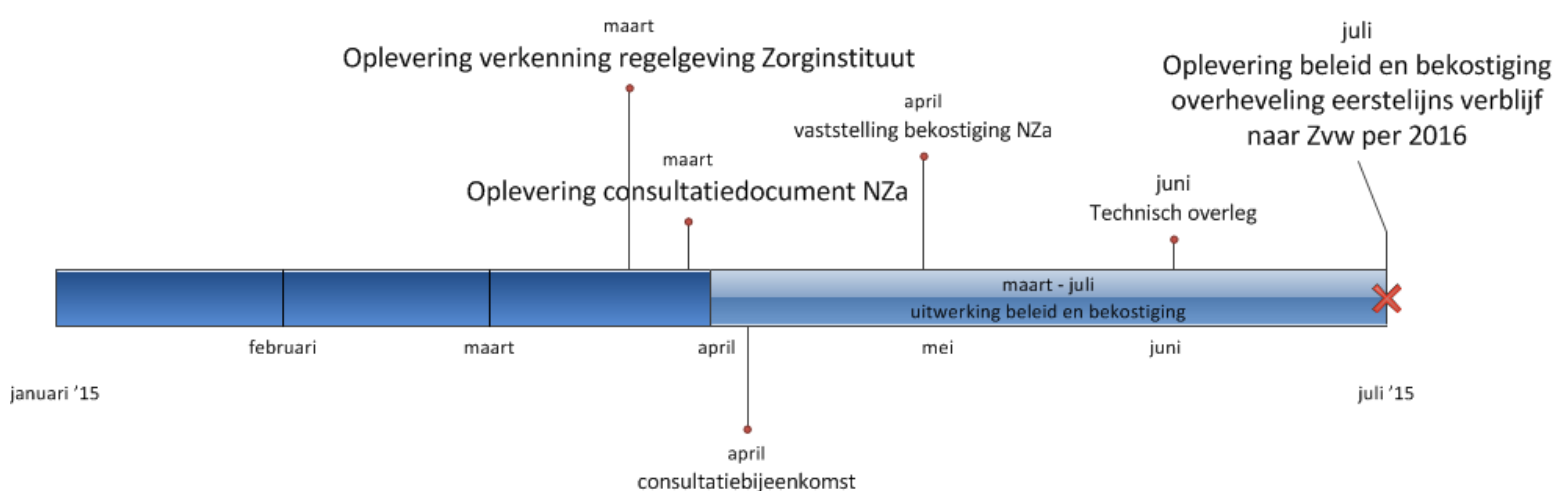 maart
Oplevering verkenning regelgeving Zorginstituut
maart
Oplevering consultatiedocument NZa
april
vaststelling bekostiging NZa
juni
Technisch overleg
juli
Oplevering beleid en bekostiging
overheveling eerstelijns verblijf
naar Zvw per 2016
maart - juli
uitwerking beleid en bekostiging
februari
maart
april
mei
juni
januari ’15
juli ’15
april
consultatiebijeenkomst